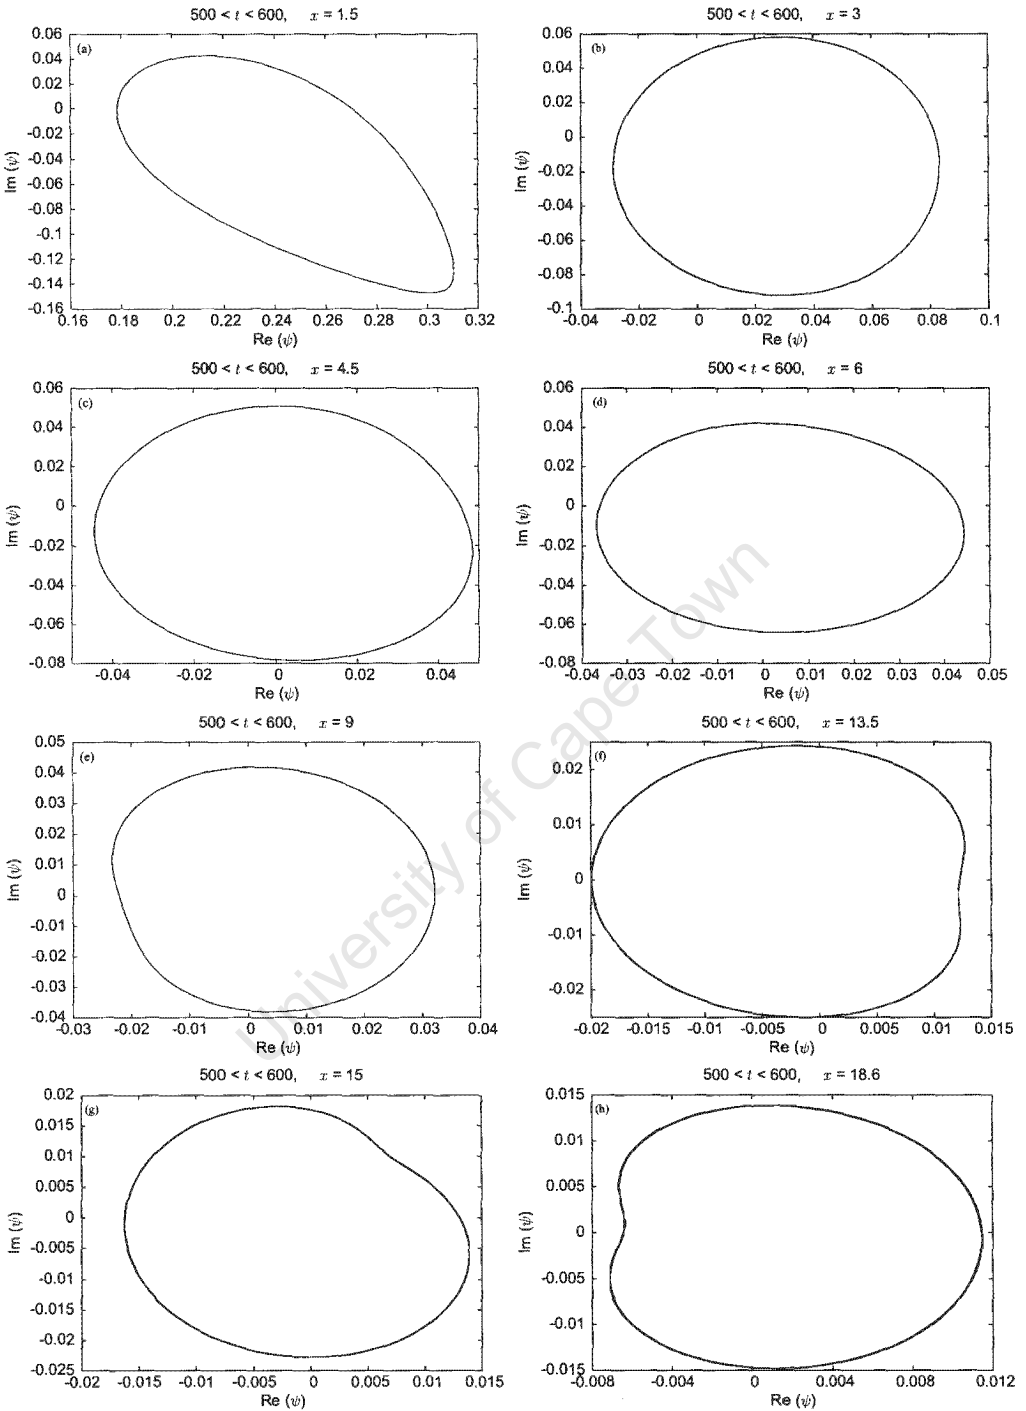 500 < t < 600, x = 1.5
(a)
0.06
0.04
0.02
0
-0.02
-0.04
-0.06
-0.08
-0.1
-0.12
-0.14
-0.16
Im (ψ)
0.16 0.18 0.2 0.22 0.24 0.26 0.28 0.3 0.32
Re (ψ)
500 < t < 600, x = 3
(b)
0.06
0.04
0.02
0
-0.02
-0.04
-0.06
-0.08
-0.1
Im (ψ)
-0.04 -0.02 0 0.02 0.04 0.06 0.08 0.1
Re (ψ)
500 < t < 600, x = 4.5
(c)
0.06
0.04
0.02
0
-0.02
-0.04
-0.06
-0.08
Im (ψ)
-0.04 -0.02 0 0.02 0.04
Re (ψ)
500 < t < 600, x = 6
(d)
0.06
0.04
0.02
0
-0.02
-0.04
-0.06
-0.08
Im (ψ)
-0.04 -0.03 -0.02 -0.01 0 0.01 0.02 0.03 0.04 0.05
Re (ψ)
500 < t < 600, x = 9
(e)
0.05
0.04
0.03
0.02
0.01
0
-0.01
-0.02
-0.03
-0.04
Im (ψ)
-0.03 -0.02 -0.01 0 0.01 0.02 0.03 0.04
Re (ψ)
500 < t < 600, x = 13.5
(f)
0.02
0.01
0
-0.01
-0.02
Im (ψ)
-0.02 -0.015 -0.01 -0.005 0 0.005 0.01 0.015
Re (ψ)
500 < t < 600, x = 15
(g)
0.02
0.015
0.01
0.005
0
-0.005
-0.01
-0.015
-0.02
-0.025
Im (ψ)
-0.02 -0.015 -0.01 -0.005 0 0.005 0.01 0.015
Re (ψ)
500 < t < 600, x = 18.6
(h)
0.015
0.01
0.005
0
-0.005
-0.01
-0.015
Im (ψ)
-0.008 -0.004 0 0.004 0.008 0.012
Re (ψ)
University of Cape Town